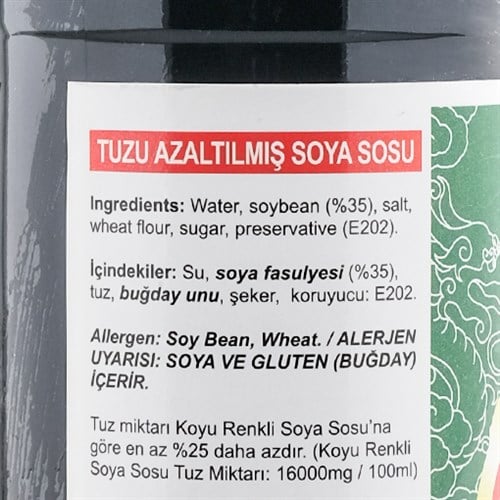 TUZU AZALTILMIŞ SOYA SOSU
Ingredients: Water, soybean (%35), salt,
wheat flour, sugar, preservative (E202).
İçindekiler: Su, soya fasulyesi (%35),
tuz, buğday unu, şeker, koruyucu: E202.
Allergen: Soy Bean, Wheat. / ALERJEN
UYARISI: SOYA VE GLUTEN (BUĞDAY)
İÇERİR.
Tuz miktarı Koyu Renkli Soya Sosu’na
göre en az %25 daha azdır. (Koyu Renkli
Soya Sosu Tuz Miktarı: 16000mg / 100ml)